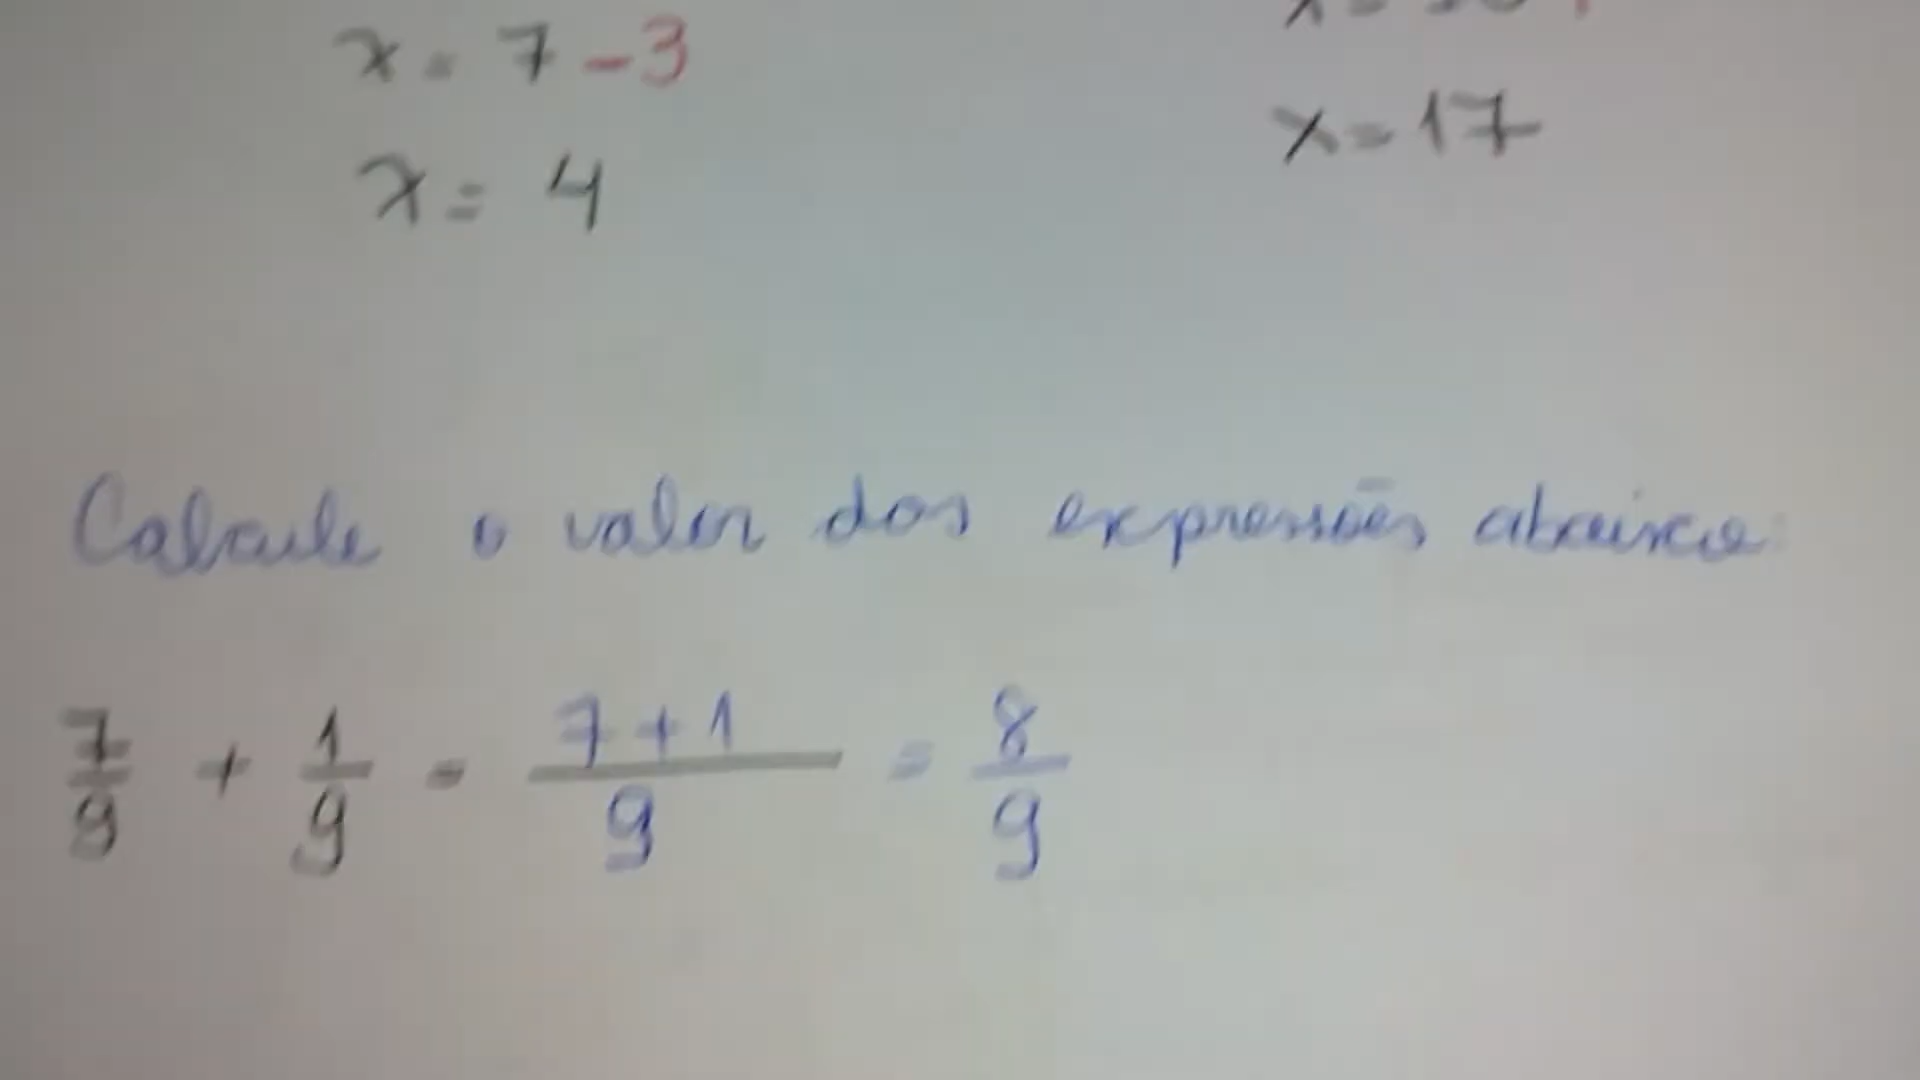 x = 7 - 3
x = 4
x = 17
Calcule o valor das expressões abaixo:
7/9 + 1/9 = 7 + 1/9 = 8/9